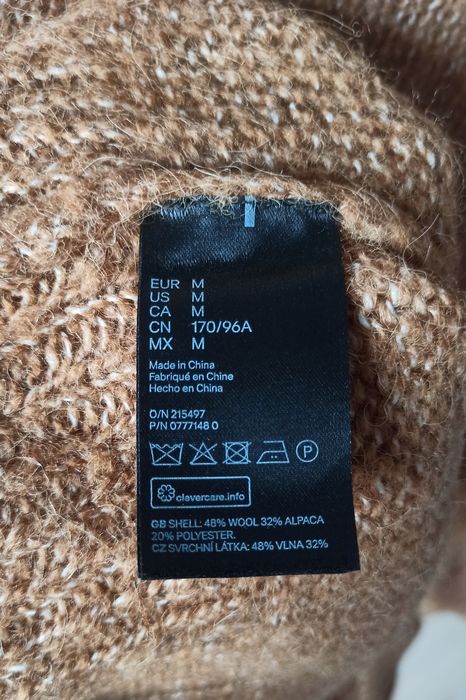 EUR M
US M
CA M
CN 170/96A
MX M
Made in China
Fabriqué en Chine
Hecho en China
O/N 215497
P/N 0777148 0
P
clevercare.info
GB SHELL: 48% WOOL 32% ALPACA
20% POLYESTER.
CZ SVRCHNÍ LÁTKA: 48% VLNA 32%